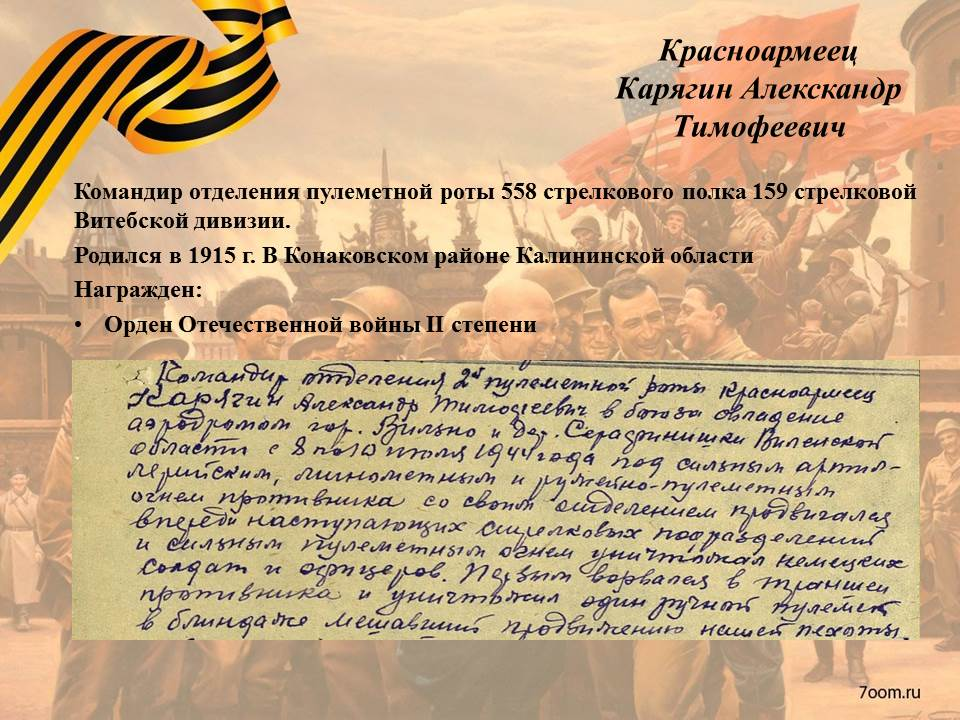 Красноармеец
Карягин Алекскандр
Тимофеевич
Командир отделения пулеметной роты 558 стрелкового полка 159 стрелковой
Витебской дивизии.
Родился в 1915 г. В Конаковском районе Калининской области
Награжден:
• Орден Отечественной войны II степени
Командир отделения 2й пулеметной роты красноармеец
Карягин Александр Тимофеевич в боях за овладение
аэродромом гор. Вильно и дер. Серафинишки Виленской
области с 8 по 10 июля 1944 года под сильным артил-
лерийским, минометным и ружейно-пулеметным
огнем противника со своим отделением продвигался
впереди наступающих стрелковых подразделений
и сильным пулеметным огнем уничтожал немецких
солдат и офицеров. Первым ворвался в траншеи
противника и уничтожил один ручной пулемет
в блиндаже мешавший продвижению нашей пехоты
7oom.ru